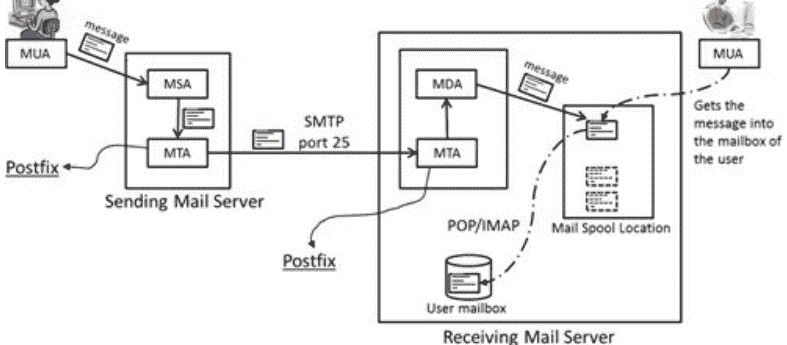 MUA
message
MSA
MTA
Postfix
Sending Mail Server
SMTP
port 25
MDA
message
MTA
Postfix
POP/IMAP
User mailbox
Mail Spool Location
Receiving Mail Server
MUA
Gets the
message into
the mailbox of
the user